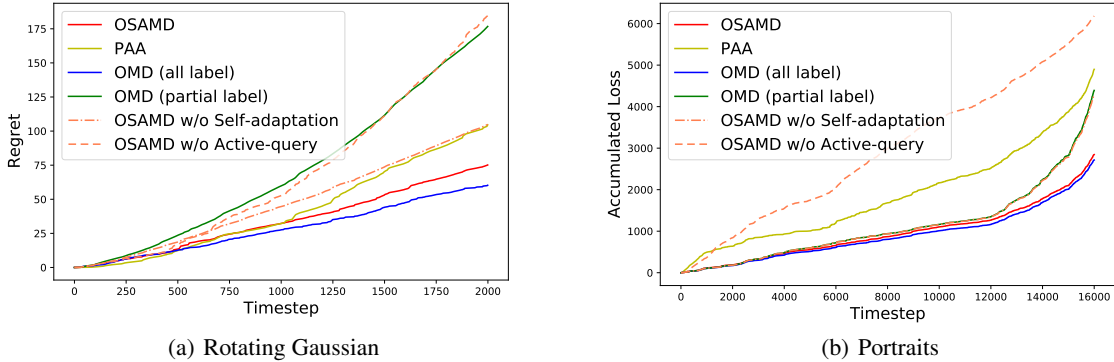 OSAMD
PAA
OMD (all label)
OMD (partial label)
OSAMD w/o Self-adaptation
OSAMD w/o Active-query
Regret
175
150
125
100
75
50
25
0
0 250 500 750 1000 1250 1500 1750 2000
Timestep
(a) Rotating Gaussian
OSAMD
PAA
OMD (all label)
OMD (partial label)
OSAMD w/o Self-adaptation
OSAMD w/o Active-query
Accumulated Loss
6000
5000
4000
3000
2000
1000
0
0 2000 4000 6000 8000 10000 12000 14000 16000
Timestep
(b) Portraits